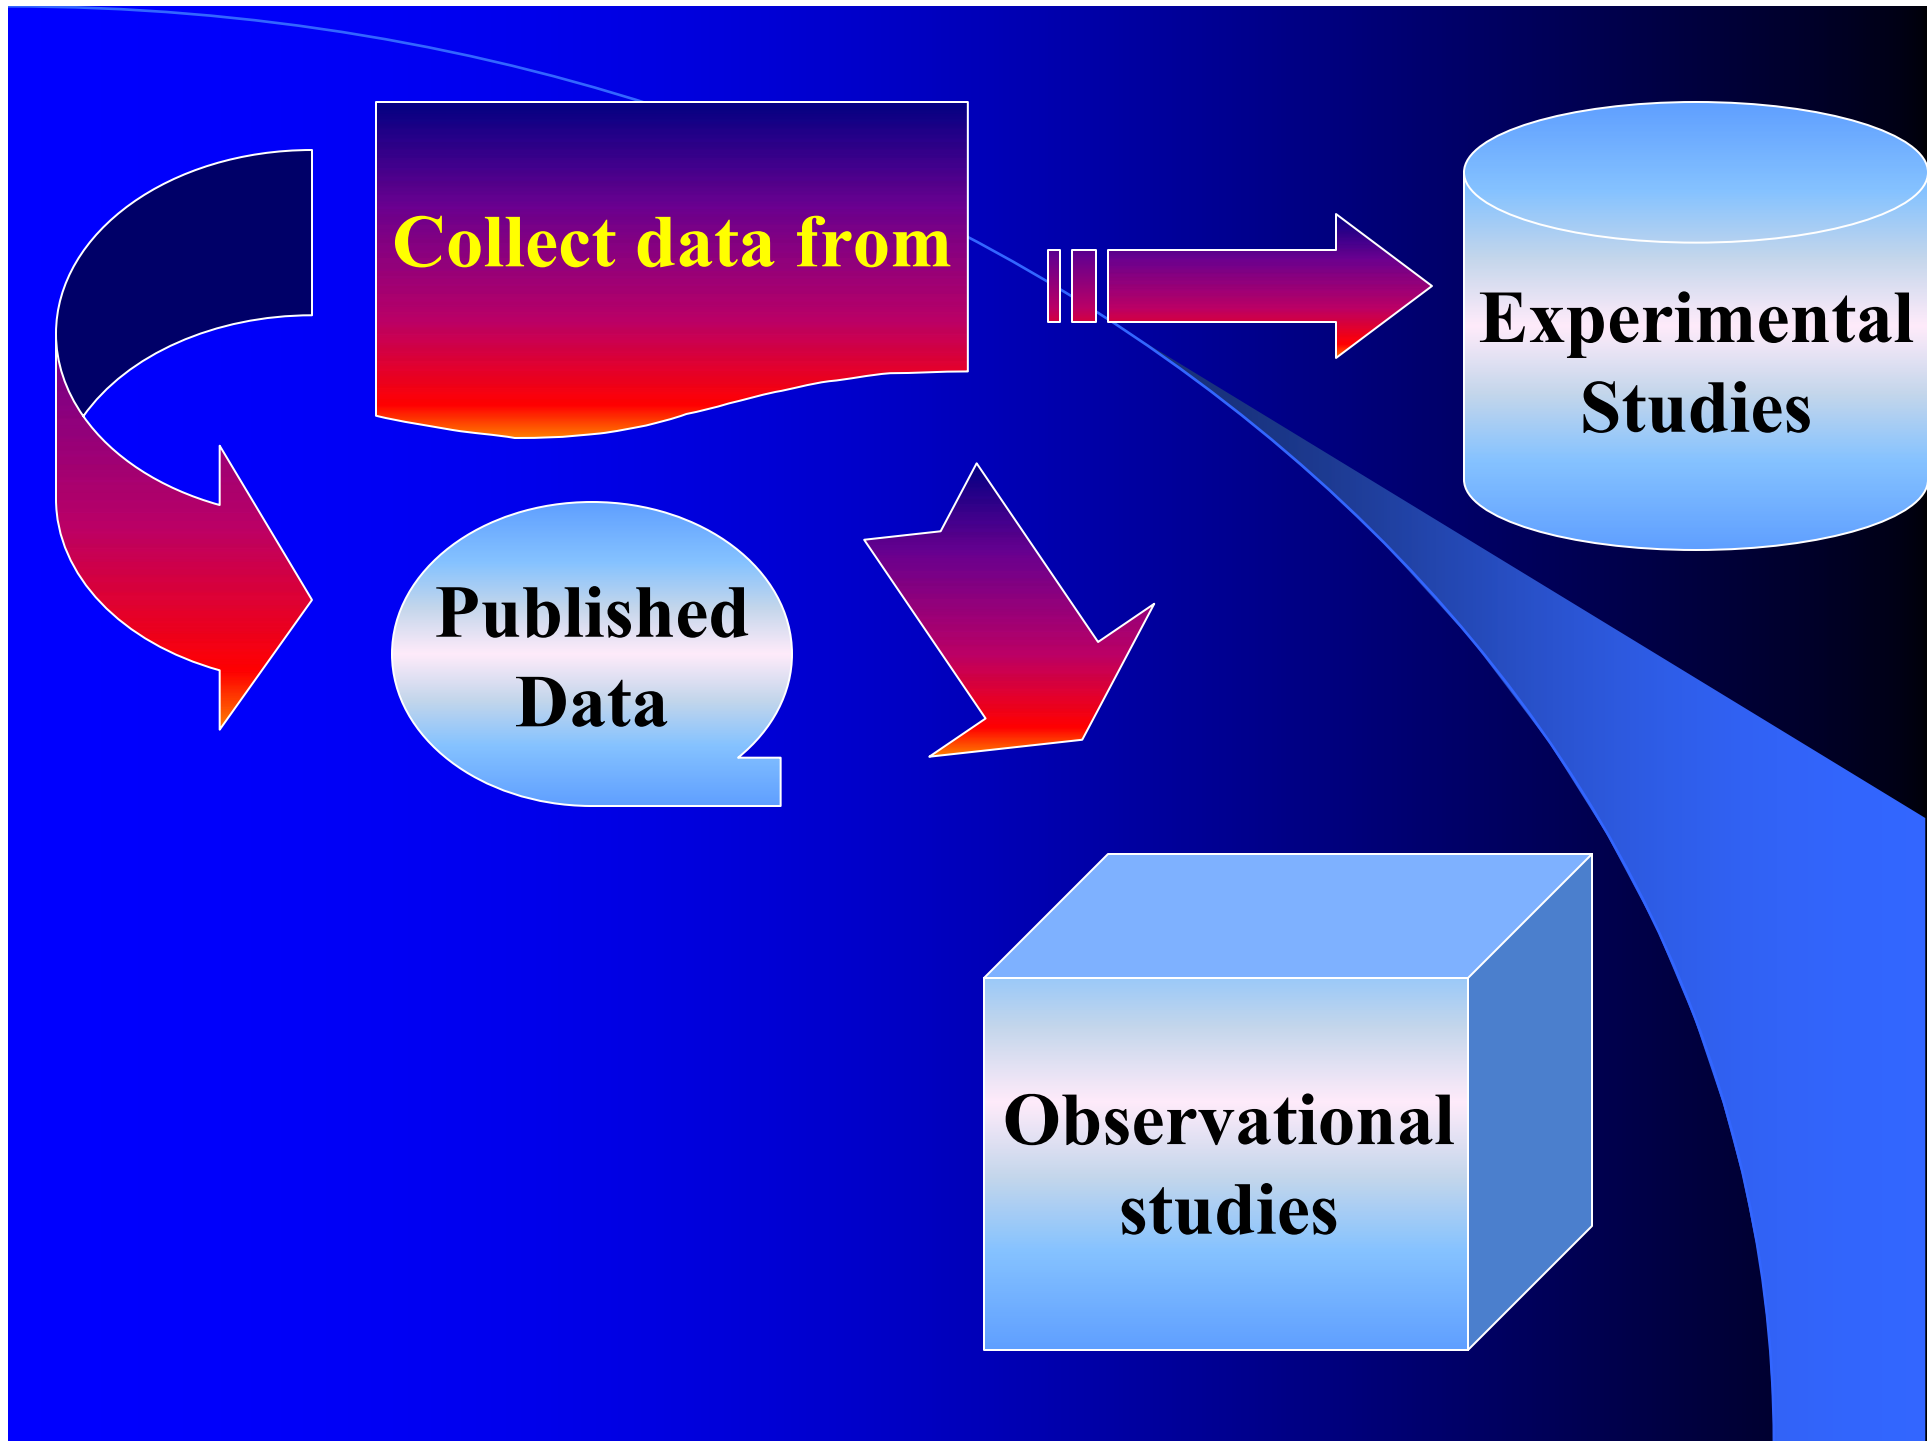 Collect data from
Experimental
Studies
Published
Data
Observational
studies